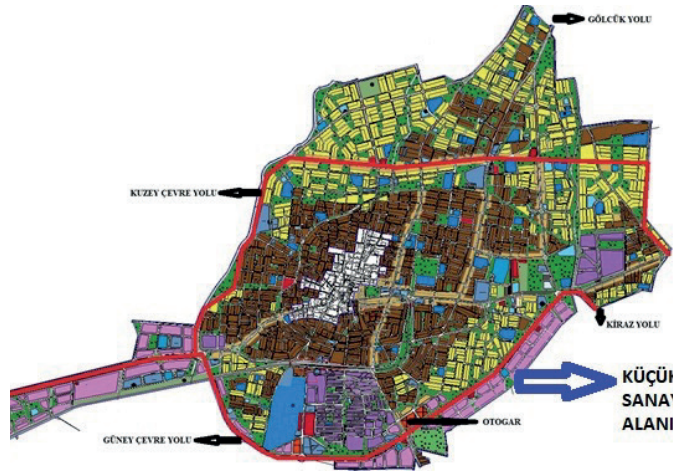 GÖLCÜK YOLU
KUZEY ÇEVRE YOLU
KİRAZ YOLU
KÜÇÜK
SANAY
ALANI
OTOGAR
GÜNEY ÇEVRE YOLU